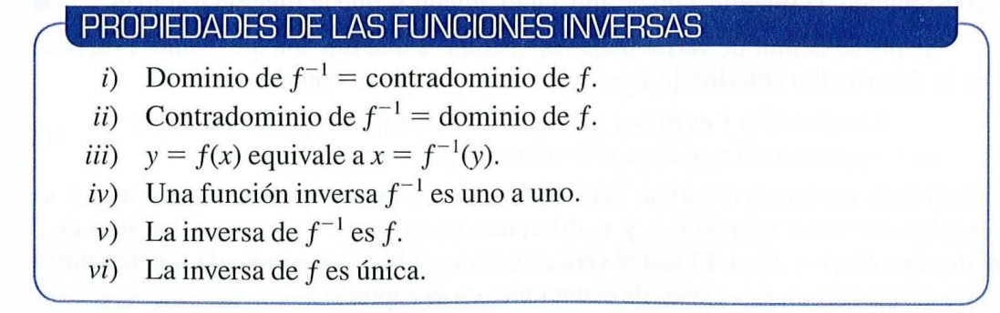 PROPIEDADES DE LAS FUNCIONES INVERSAS
i) Dominio de f⁻¹ = contradominio de f.
ii) Contradominio de f⁻¹ = dominio de f.
iii) y = f(x) equivale a x = f⁻¹(y).
iv) Una función inversa f⁻¹ es uno a uno.
v) La inversa de f⁻¹ es f.
vi) La inversa de f es única.